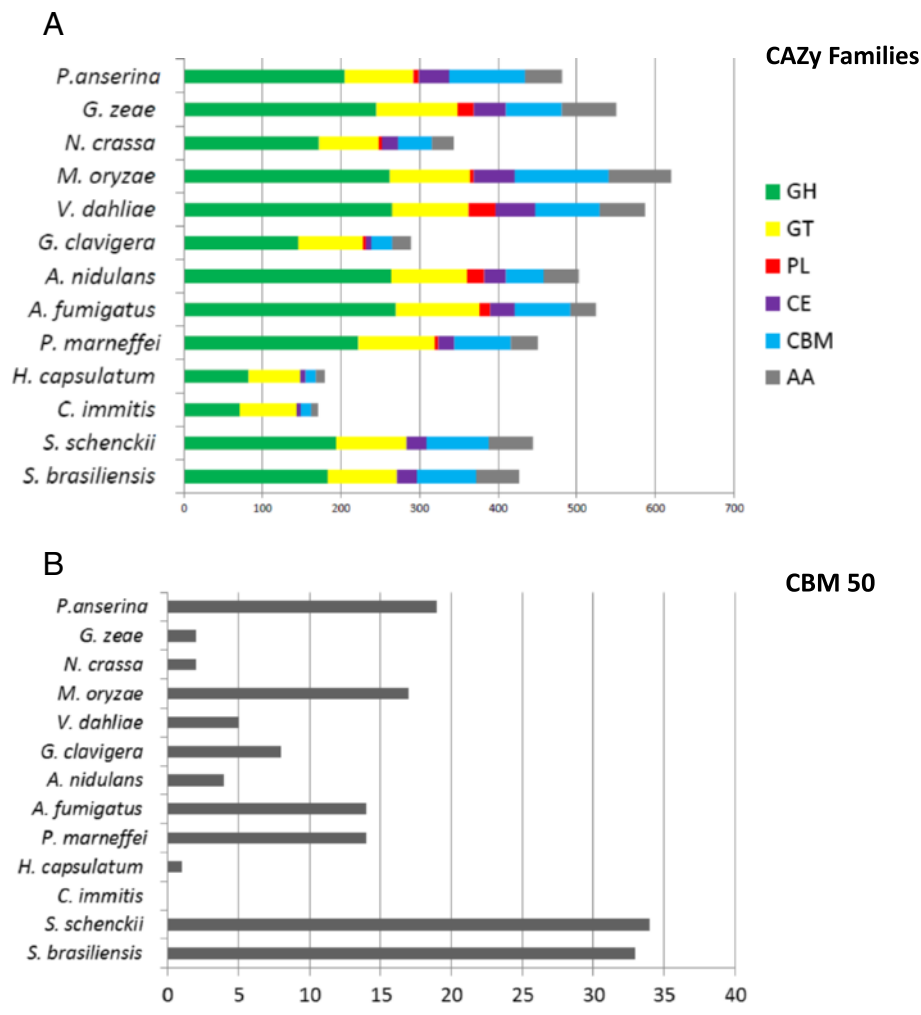 A
CAZy Families
P.anserina
G. zeae
N. crassa
M. oryzae
V. dahliae
G. clavigera
A. nidulans
A. fumigatus
P. marneffei
H. capsulatum
C. immitis
S. schenckii
S. brasiliensis
0 100 200 300 400 500 600 700
GH
GT
PL
CE
CBM
AA
B
CBM 50
P.anserina
G. zeae
N. crassa
M. oryzae
V. dahliae
G. clavigera
A. nidulans
A. fumigatus
P. marneffei
H. capsulatum
C. immitis
S. schenckii
S. brasiliensis
0 5 10 15 20 25 30 35 40